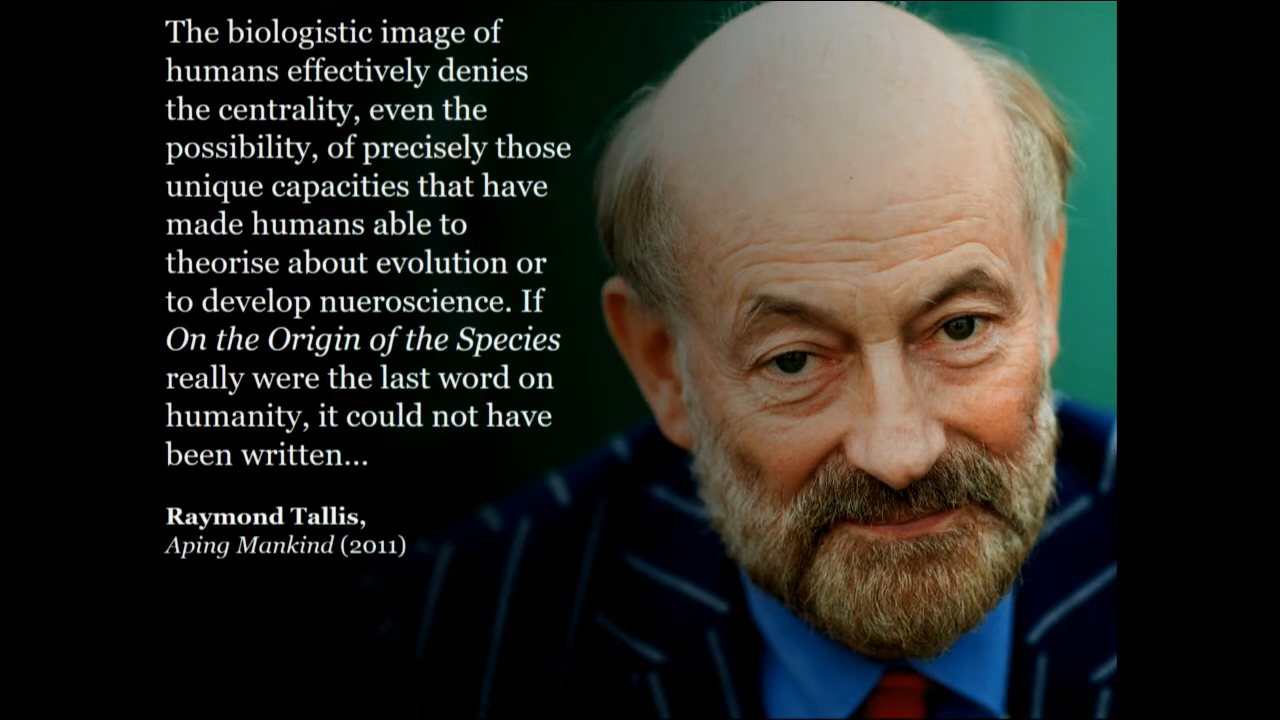 The biologistic image of
humans effectively denies
the centrality, even the
possibility, of precisely those
unique capacities that have
made humans able to
theorise about evolution or
to develop nueroscience. If
On the Origin of the Species
really were the last word on
humanity, it could not have
been written...
Raymond Tallis,
Aping Mankind (2011)